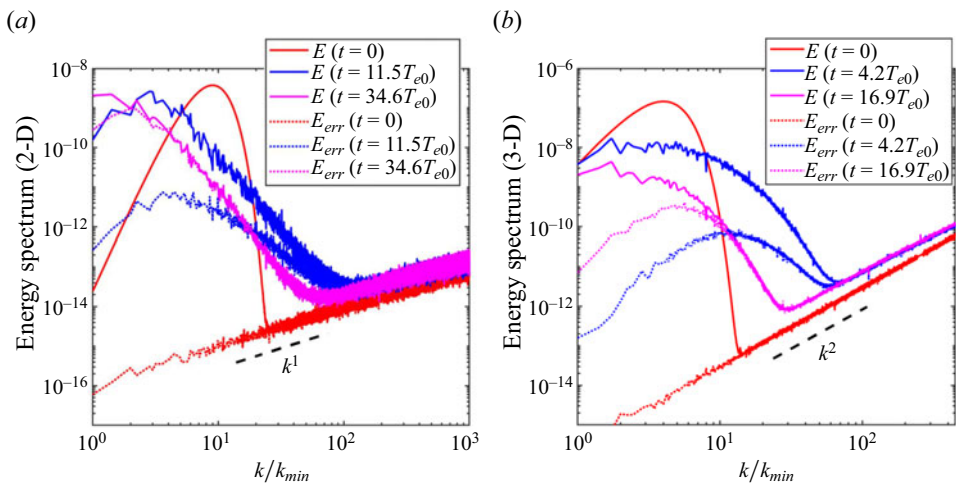 (a)
E (t = 0)
E (t = 11.5T_e0)
E (t = 34.6T_e0)
E_err (t = 0)
E_err (t = 11.5T_e0)
E_err (t = 34.6T_e0)
Energy spectrum (2-D)
10^−8
10^−10
10^−12
10^−14
10^−16
k^1
10^0
10^1
10^2
10^3
k/k_min
(b)
E (t = 0)
E (t = 4.2T_e0)
E (t = 16.9T_e0)
E_err (t = 0)
E_err (t = 4.2T_e0)
E_err (t = 16.9T_e0)
Energy spectrum (3-D)
10^−6
10^−8
10^−10
10^−12
10^−14
k^2
10^0
10^1
10^2
k/k_min